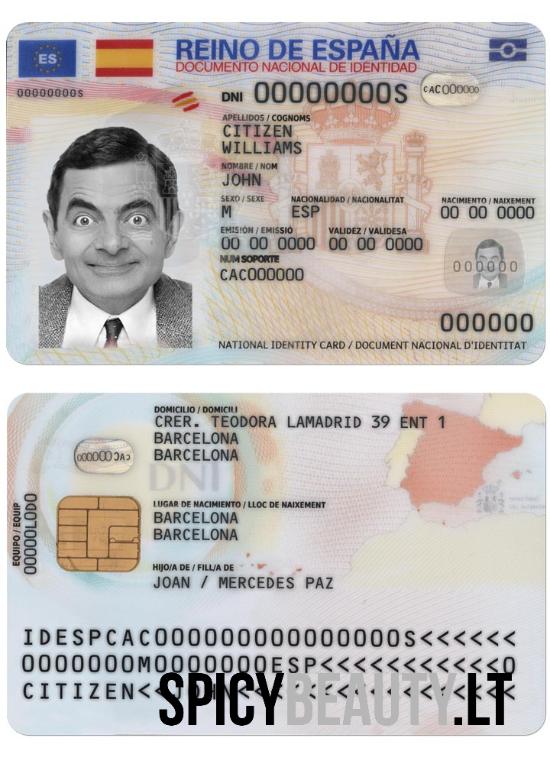 ES
REINO DE ESPAÑA
DOCUMENTO NACIONAL DE IDENTIDAD
00000000S
DNI 00000000S
CAC000000
APELLIDOS / COGNOMS
CITIZEN
WILLIAMS
NOMBRE / NOM
JOHN
SEXO / SEXE NACIONALIDAD / NACIONALITAT NACIMIENTO / NAIXEMENT
M ESP 00 00 0000
EMISIÓN / EMISSIÓ VALIDEZ / VALIDESA
00 00 0000 00 00 0000
NUM SOPORTE
CAC000000
000000
000000
NATIONAL IDENTITY CARD / DOCUMENT NACIONAL D'IDENTITAT
DOMICILIO / DOMICILI
CRER. TEODORA LAMADRID 39 ENT 1
BARCELONA
BARCELONA
000000 CAC
DNI
LUGAR DE NACIMIENTO / LLOC DE NAIXEMENT
BARCELONA
BARCELONA
EQUIPO / EQUIP
00000LODO
HIJO/A DE / FILL/A DE
JOAN / MERCEDES PAZ
IDESPCAC0000000000000000S<<<<<<
0000000M0000000ESP<<<<<<<<<<<0
CITIZEN<<JOHN<<<<<<<<<<<<<<<<<
SPICYBEAUTY.LT